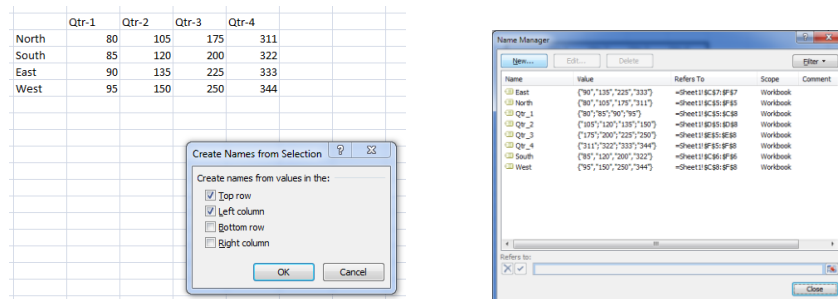 Qtr-1 Qtr-2 Qtr-3 Qtr-4
North 80 105 175 311
South 85 120 200 322
East 90 135 225 333
West 95 150 250 344
Create Names from Selection
Create names from values in the:
Top row
Left column
Bottom row
Right column
OK Cancel
Name Manager
New... Edit... Delete Filter
Name Value Refers To Scope Comment
East {"90","135","225","333"} =Sheet1!$C$7:$F$7 Workbook
North {"80","105","175","311"} =Sheet1!$C$5:$F$5 Workbook
Qtr_1 {"80";"85";"90";"95"} =Sheet1!$C$5:$C$8 Workbook
Qtr_2 {"105";"120";"135";"150"} =Sheet1!$D$5:$D$8 Workbook
Qtr_3 {"175";"200";"225";"250"} =Sheet1!$E$5:$E$8 Workbook
Qtr_4 {"311";"322";"333";"344"} =Sheet1!$F$5:$F$8 Workbook
South {"85","120","200","322"} =Sheet1!$C$6:$F$6 Workbook
West {"95","150","250","344"} =Sheet1!$C$8:$F$8 Workbook
Refers to:
Close